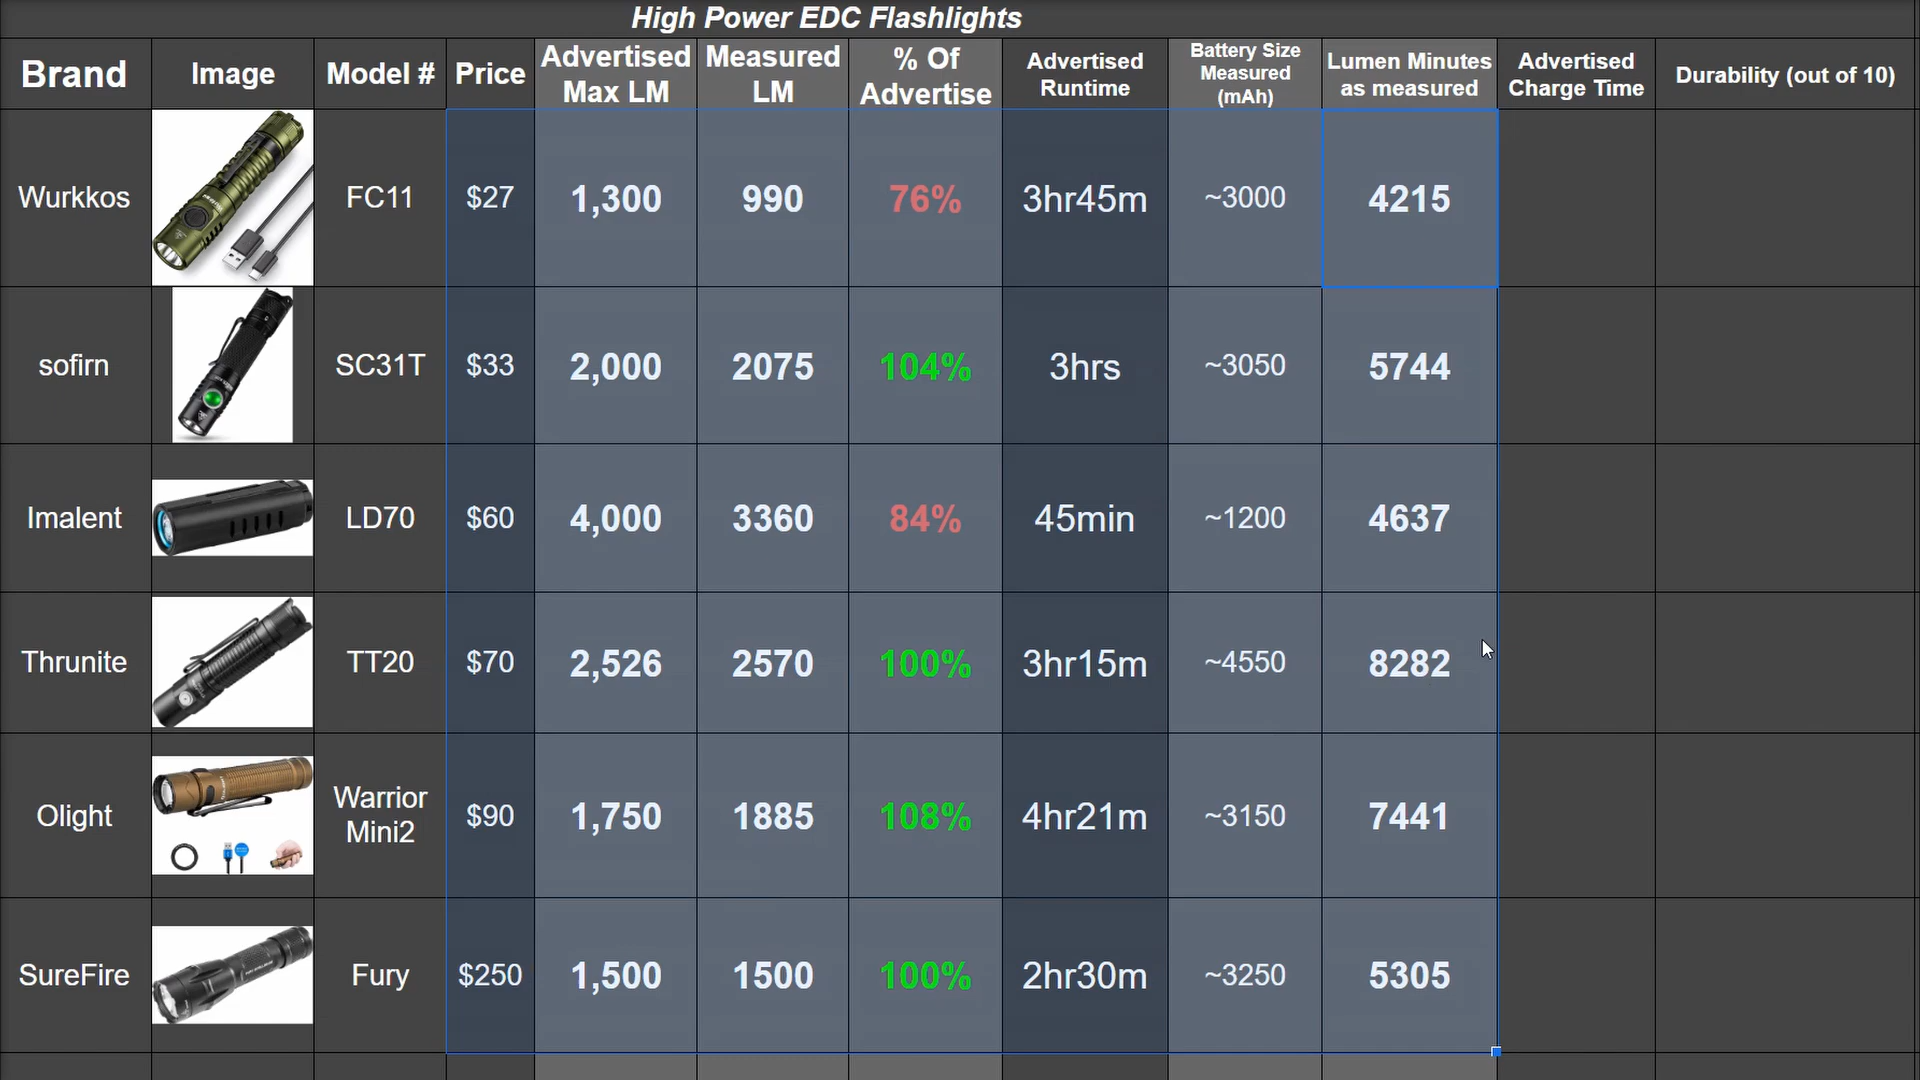 High Power EDC Flashlights
Brand Image Model # Price Advertised Max LM Measured LM % Of Advertise Advertised Runtime Battery Size Measured (mAh) Lumen Minutes as measured Advertised Charge Time Durability (out of 10)
Wurkkos FC11 $27 1,300 990 76% 3hr45m ~3000 4215
sofirn SC31T $33 2,000 2075 104% 3hrs ~3050 5744
Imalent LD70 $60 4,000 3360 84% 45min ~1200 4637
Thrunite TT20 $70 2,526 2570 100% 3hr15m ~4550 8282
Olight Warrior Mini2 $90 1,750 1885 108% 4hr21m ~3150 7441
SureFire Fury $250 1,500 1500 100% 2hr30m ~3250 5305